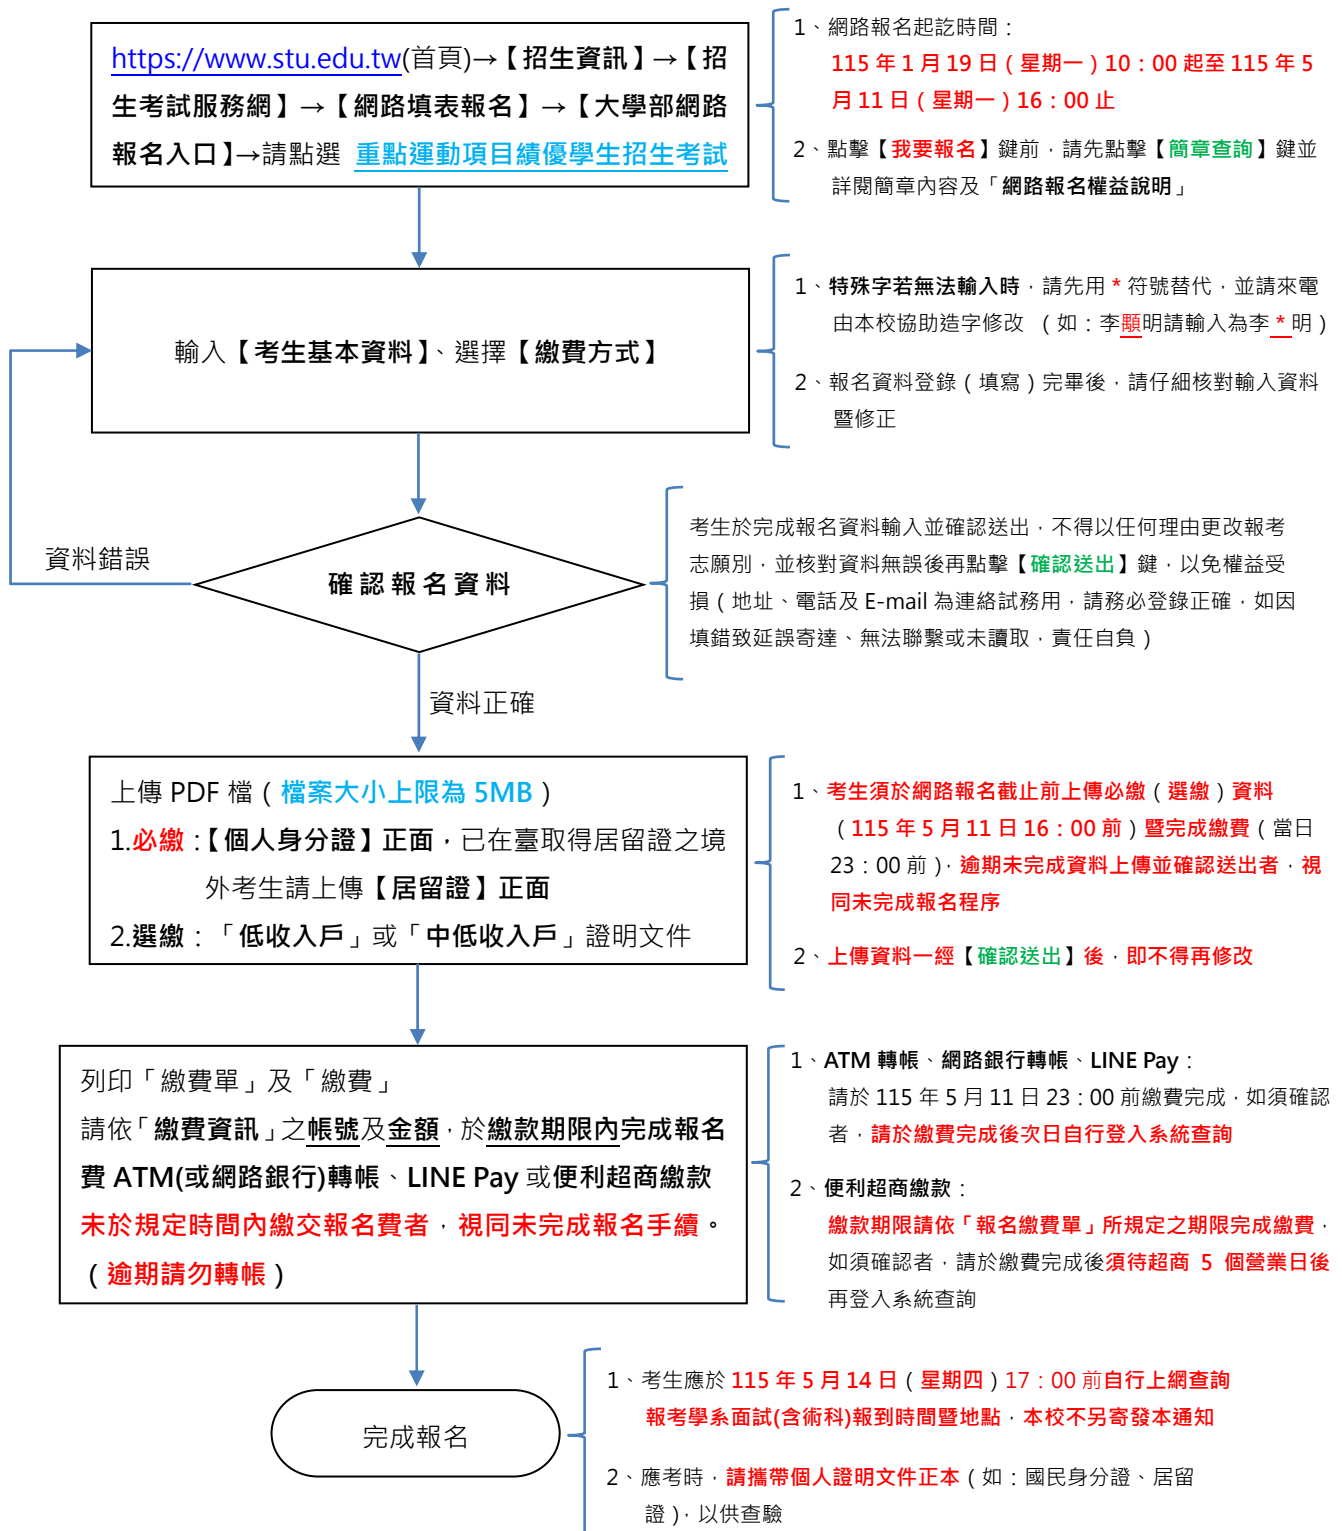 https://www.stu.edu.tw(首頁)→【招生資訊】→【招
生考試服務網】→【網路填表報名】→【大學部網路
報名入口】→請點選 重點運動項目績優學生招生考試
1、網路報名起訖時間：
115 年 1 月 19 日（星期一）10：00 起至 115 年 5
月 11 日（星期一）16：00 止
2、點擊【我要報名】鍵前，請先點擊【簡章查詢】鍵並
詳閱簡章內容及「網路報名權益說明」
輸入【考生基本資料】、選擇【繳費方式】
1、特殊字若無法輸入時，請先用 * 符號替代，並請來電
由本校協助造字修改 （如：李顯明請輸入為李 * 明）
2、報名資料登錄（填寫）完畢後，請仔細核對輸入資料
暨修正
資料錯誤
確認報名資料
考生於完成報名資料輸入並確認送出，不得以任何理由更改報考
志願別，並核對資料無誤後再點擊【確認送出】鍵，以免權益受
損（地址、電話及 E-mail 為連絡試務用，請務必登錄正確，如因
填錯致延誤寄達、無法聯繫或未讀取，責任自負）
資料正確
上傳 PDF 檔（檔案大小上限為 5MB）
1.必繳：【個人身分證】正面，已在臺取得居留證之境
外考生請上傳【居留證】正面
2.選繳：「低收入戶」或「中低收入戶」證明文件
1、考生須於網路報名截止前上傳必繳（選繳）資料
（115 年 5 月 11 日 16：00 前）暨完成繳費（當日
23：00 前），逾期未完成資料上傳並確認送出者，視
同未完成報名程序
2、上傳資料一經【確認送出】後，即不得再修改
列印「繳費單」及「繳費」
請依「繳費資訊」之帳號及金額，於繳款期限內完成報名
費 ATM(或網路銀行)轉帳、LINE Pay 或便利超商繳款
未於規定時間內繳交報名費者，視同未完成報名手續。
（逾期請勿轉帳）
1、ATM 轉帳、網路銀行轉帳、LINE Pay：
請於 115 年 5 月 11 日 23：00 前繳費完成，如須確認
者，請於繳費完成後次日自行登入系統查詢
2、便利超商繳款：
繳款期限請依「報名繳費單」所規定之期限完成繳費，
如須確認者，請於繳費完成後須待超商 5 個營業日後
再登入系統查詢
完成報名
1、考生應於 115 年 5 月 14 日（星期四）17：00 前自行上網查詢
報考學系面試(含術科)報到時間暨地點，本校不另寄發本通知
2、應考時，請攜帶個人證明文件正本（如：國民身分證、居留
證），以供查驗